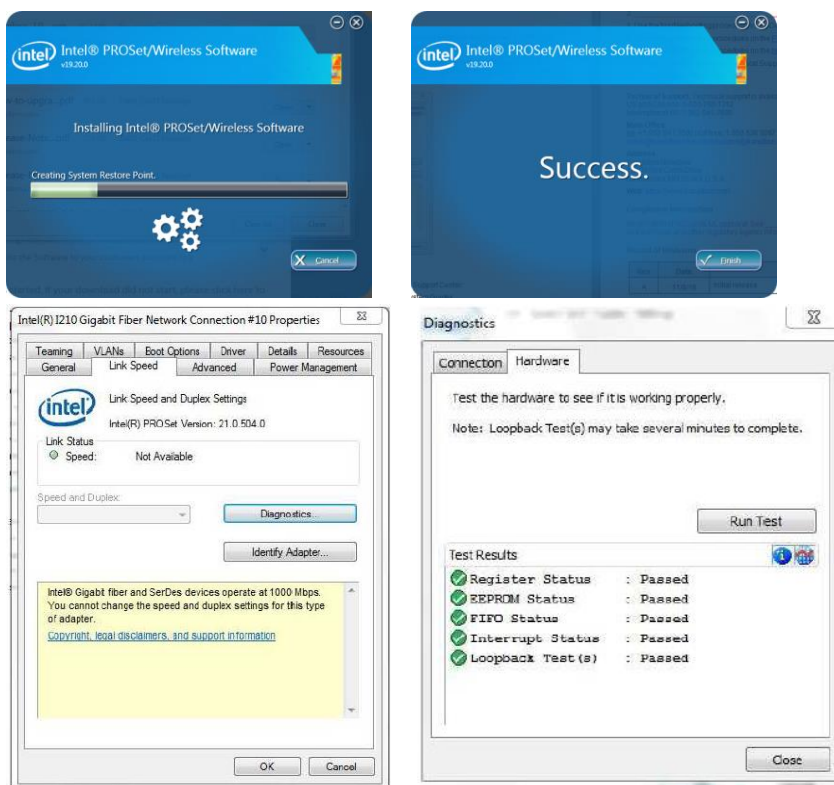 intel
Intel® PROSet/Wireless Software
v19.20.0
Installing Intel® PROSet/Wireless Software
Creating System Restore Point.
X Cancel
intel
Intel® PROSet/Wireless Software
v19.20.0
Success.
Finish
Intel(R) I210 Gigabit Fiber Network Connection #10 Properties
Teaming VLANs Boot Options Driver Details Resources
General Link Speed Advanced Power Management
intel
Link Speed and Duplex Settings
Intel(R) PROSet Version: 21.0.504.0
Link Status
Speed: Not Available
Speed and Duplex:
Diagnostics...
Identify Adapter...
Intel® Gigabit fiber and SerDes devices operate at 1000 Mbps.
You cannot change the speed and duplex settings for this type
of adapter.
Copyright, legal disclaimers, and support information
OK Cancel
Diagnostics
Connection Hardware
Test the hardware to see if it is working properly.
Note: Loopback Test(s) may take several minutes to complete.
Run Test
Test Results
Register Status : Passed
EEPROM Status : Passed
FIFO Status : Passed
Interrupt Status : Passed
Loopback Test(s) : Passed
Close